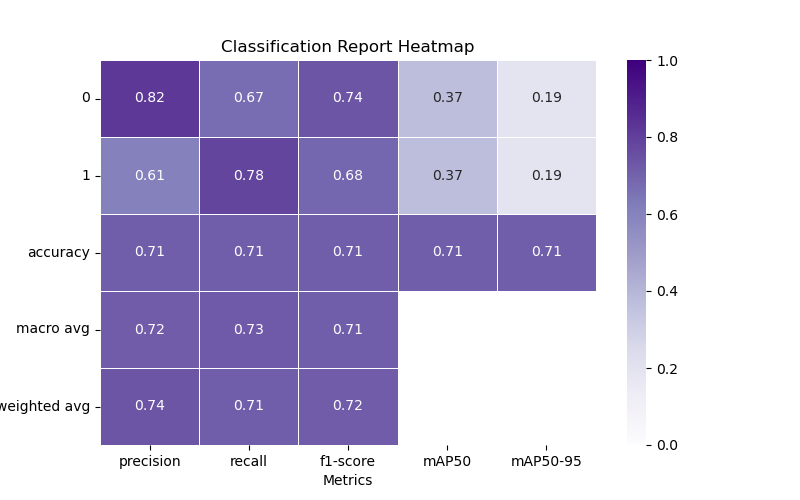 Classification Report Heatmap
0 0.82 0.67 0.74 0.37 0.19
1 0.61 0.78 0.68 0.37 0.19
accuracy 0.71 0.71 0.71 0.71 0.71
macro avg 0.72 0.73 0.71
weighted avg 0.74 0.71 0.72
precision recall f1-score mAP50 mAP50-95
Metrics
1.0
0.8
0.6
0.4
0.2
0.0